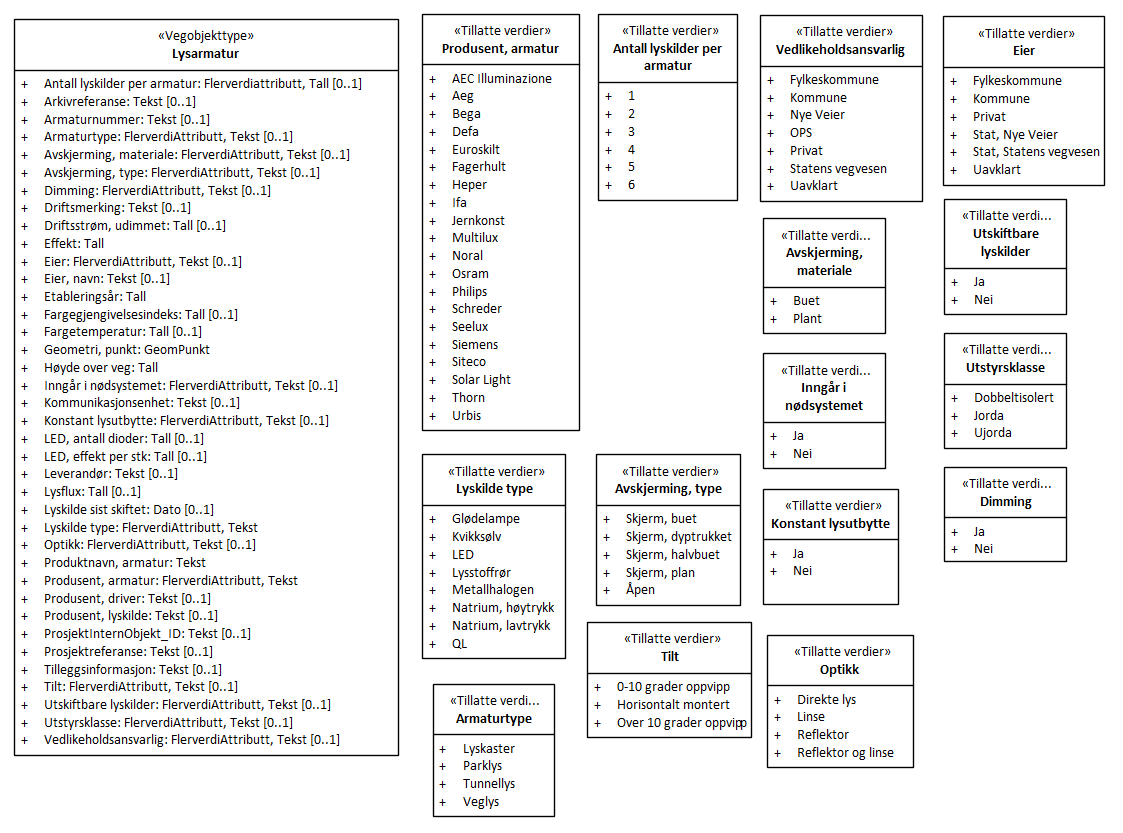 «Vegobjekttype»
Lysarmatur
+ Antall lyskilder per armatur: Flerverdiattributt, Tall [0..1]
+ Arkivreferanse: Tekst [0..1]
+ Armaturnummer: Tekst [0..1]
+ Armaturtype: FlerverdiAttributt, Tekst [0..1]
+ Avskjerming, materiale: FlerverdiAttributt, Tekst [0..1]
+ Avskjerming, type: FlerverdiAttributt, Tekst [0..1]
+ Dimming: FlerverdiAttributt, Tekst [0..1]
+ Driftsmerking: Tekst [0..1]
+ Driftsstrøm, udimmet: Tall [0..1]
+ Effekt: Tall
+ Eier: FlerverdiAttributt, Tekst [0..1]
+ Eier, navn: Tekst [0..1]
+ Etableringsår: Tall
+ Fargegjengivelsesindeks: Tall [0..1]
+ Fargetemperatur: Tall [0..1]
+ Geometri, punkt: GeomPunkt
+ Høyde over veg: Tall
+ Inngår i nødsystemet: FlerverdiAttributt, Tekst [0..1]
+ Kommunikasjonsenhet: Tekst [0..1]
+ Konstant lysutbytte: FlerverdiAttributt, Tekst [0..1]
+ LED, antall dioder: Tall [0..1]
+ LED, effekt per stk: Tall [0..1]
+ Leverandør: Tekst [0..1]
+ Lysflux: Tall [0..1]
+ Lyskilde sist skiftet: Dato [0..1]
+ Lyskilde type: FlerverdiAttributt, Tekst
+ Optikk: FlerverdiAttributt, Tekst [0..1]
+ Produktnavn, armatur: Tekst
+ Produsent, armatur: FlerverdiAttributt, Tekst
+ Produsent, driver: Tekst [0..1]
+ Produsent, lyskilde: Tekst [0..1]
+ ProsjektInternObjekt_ID: Tekst [0..1]
+ Prosjektreferanse: Tekst [0..1]
+ Tilleggsinformasjon: Tekst [0..1]
+ Tilt: FlerverdiAttributt, Tekst [0..1]
+ Utskiftbare lyskilder: FlerverdiAttributt, Tekst [0..1]
+ Utstyrsklasse: FlerverdiAttributt, Tekst [0..1]
+ Vedlikeholdsansvarlig: FlerverdiAttributt, Tekst [0..1]
«Tillatte verdier»
Produsent, armatur
+ AEC Illuminazione
+ Aeg
+ Bega
+ Defa
+ Euroskilt
+ Fagerhult
+ Heper
+ Ifa
+ Jernkonst
+ Multilux
+ Noral
+ Osram
+ Philips
+ Schreder
+ Seelux
+ Siemens
+ Siteco
+ Solar Light
+ Thorn
+ Urbis
«Tillatte verdier»
Lyskilde type
+ Glødelampe
+ Kvikksølv
+ LED
+ Lysstoffrør
+ Metallhalogen
+ Natrium, høytrykk
+ Natrium, lavtrykk
+ QL
«Tillatte verdi...
Armaturtype
+ Lyskaster
+ Parklys
+ Tunnellys
+ Veglys
«Tillatte verdier»
Antall lyskilder per
armatur
+ 1
+ 2
+ 3
+ 4
+ 5
+ 6
«Tillatte verdier»
Avskjerming, type
+ Skjerm, buet
+ Skjerm, dyptrukket
+ Skjerm, halvbuet
+ Skjerm, plan
+ Åpen
«Tillatte verdier»
Tilt
+ 0-10 grader oppvipp
+ Horisontalt montert
+ Over 10 grader oppvipp
«Tillatte verdier»
Vedlikeholdsansvarlig
+ Fylkeskommune
+ Kommune
+ Nye Veier
+ OPS
+ Privat
+ Statens vegvesen
+ Uavklart
«Tillatte verdi...
Avskjerming,
materiale
+ Buet
+ Plant
«Tillatte verdi...
Inngår i
nødsystemet
+ Ja
+ Nei
«Tillatte verdier»
Konstant lysutbytte
+ Ja
+ Nei
«Tillatte verdier»
Optikk
+ Direkte lys
+ Linse
+ Reflektor
+ Reflektor og linse
«Tillatte verdier»
Eier
+ Fylkeskommune
+ Kommune
+ Privat
+ Stat, Nye Veier
+ Stat, Statens vegvesen
+ Uavklart
«Tillatte verdi...
Utskiftbare
lyskilder
+ Ja
+ Nei
«Tillatte verdi...
Utstyrsklasse
+ Dobbeltisolert
+ Jorda
+ Ujorda
«Tillatte verdi...
Dimming
+ Ja
+ Nei